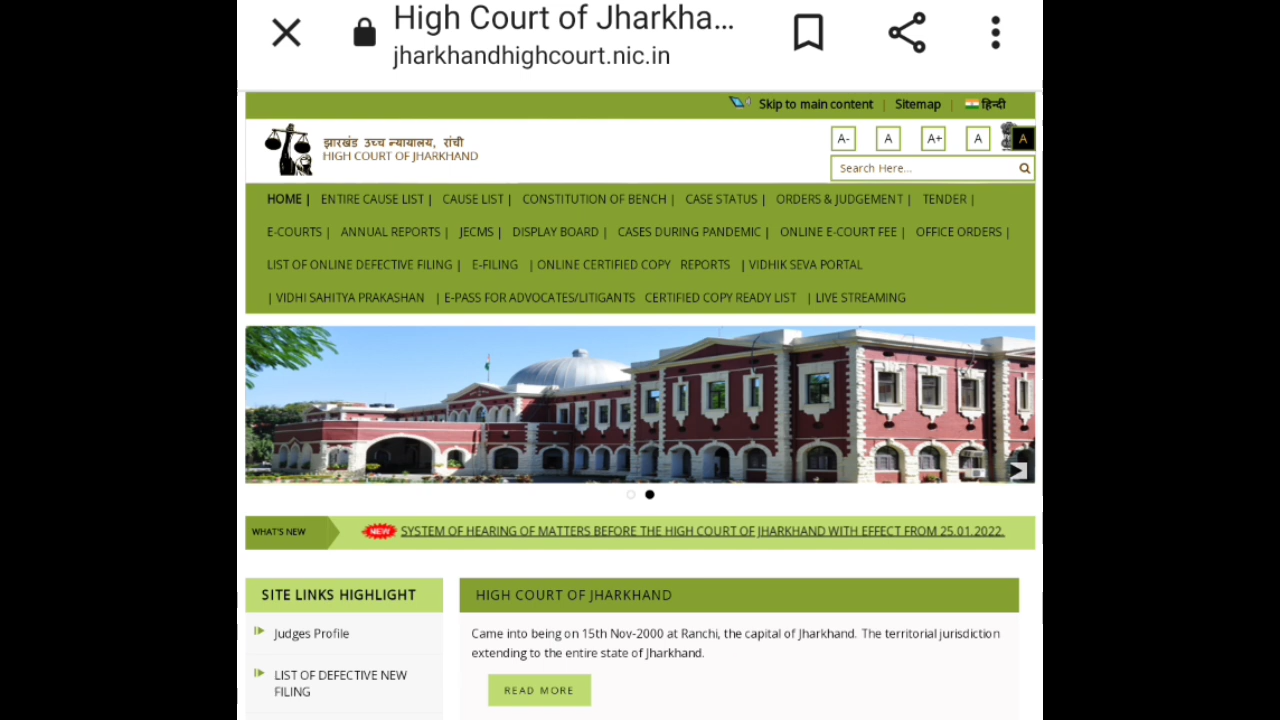 High Court of Jharkha...
jharkhandhighcourt.nic.in
Skip to main content | Sitemap | हिन्दी
झारखंड उच्च न्यायालय, रांची
HIGH COURT OF JHARKHAND
A- A A+ A A
Search Here...
HOME | ENTIRE CAUSE LIST | CAUSE LIST | CONSTITUTION OF BENCH | CASE STATUS | ORDERS & JUDGEMENT | TENDER |
E-COURTS | ANNUAL REPORTS | JECMS | DISPLAY BOARD | CASES DURING PANDEMIC | ONLINE E-COURT FEE | OFFICE ORDERS |
LIST OF ONLINE DEFECTIVE FILING | E-FILING | ONLINE CERTIFIED COPY REPORTS | VIDHIK SEVA PORTAL
| VIDHI SAHITYA PRAKASHAN | E-PASS FOR ADVOCATES/LITIGANTS CERTIFIED COPY READY LIST | LIVE STREAMING
WHAT'S NEW NEW SYSTEM OF HEARING OF MATTERS BEFORE THE HIGH COURT OF JHARKHAND WITH EFFECT FROM 25.01.2022.
SITE LINKS HIGHLIGHT
Judges Profile
LIST OF DEFECTIVE NEW
FILING
HIGH COURT OF JHARKHAND
Came into being on 15th Nov-2000 at Ranchi, the capital of Jharkhand. The territorial jurisdiction
extending to the entire state of Jharkhand.
READ MORE